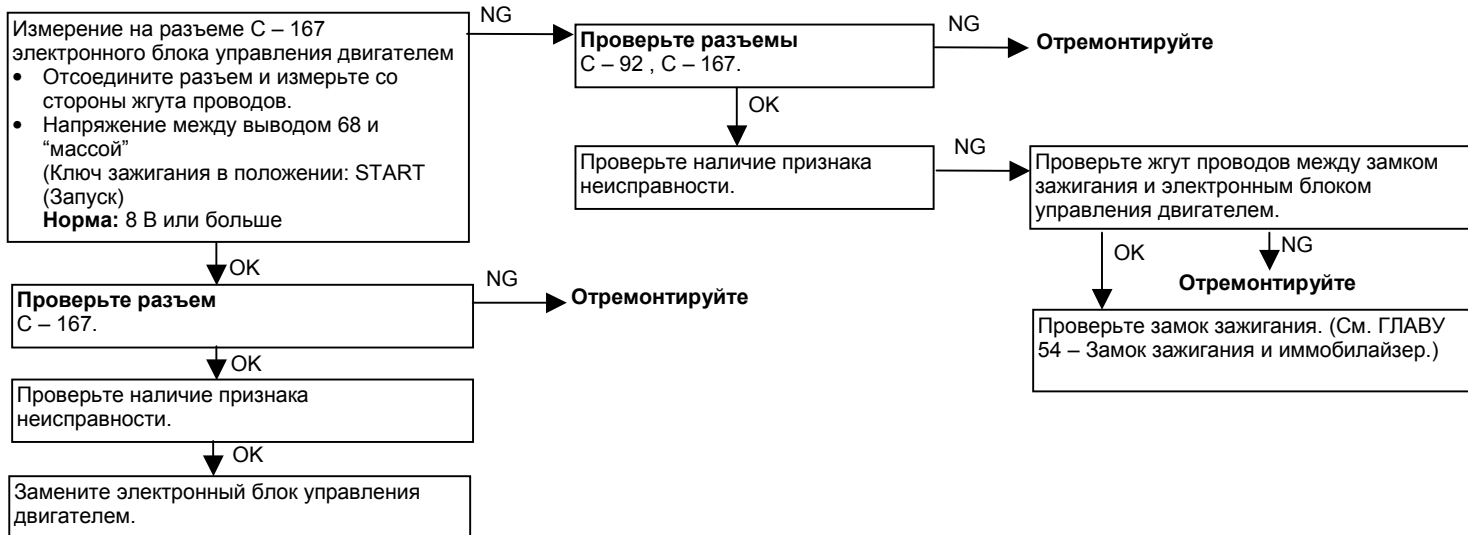 Измерение на разъеме С – 167
электронного блока управления двигателем
• Отсоедините разъем и измерьте со
стороны жгута проводов.
• Напряжение между выводом 68 и
“массой”
(Ключ зажигания в положении: START
(Запуск)
Норма: 8 В или больше
NG
Проверьте разъемы
С – 92 , С – 167.
NG
Отремонтируйте
OK
Проверьте наличие признака
неисправности.
NG
Проверьте жгут проводов между замком
зажигания и электронным блоком
управления двигателем.
OK
NG
Отремонтируйте
Проверьте замок зажигания. (См. ГЛАВУ
54 – Замок зажигания и иммобилайзер.)
OK
Проверьте разъем
С – 167.
NG
Отремонтируйте
OK
Проверьте наличие признака
неисправности.
OK
Замените электронный блок управления
двигателем.